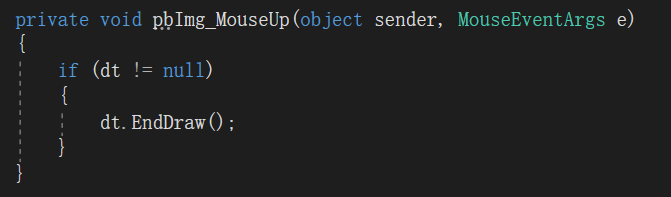 private void pbImg_MouseUp(object sender, MouseEventArgs e)
{
if (dt != null)
{
dt.EndDraw();
}
}